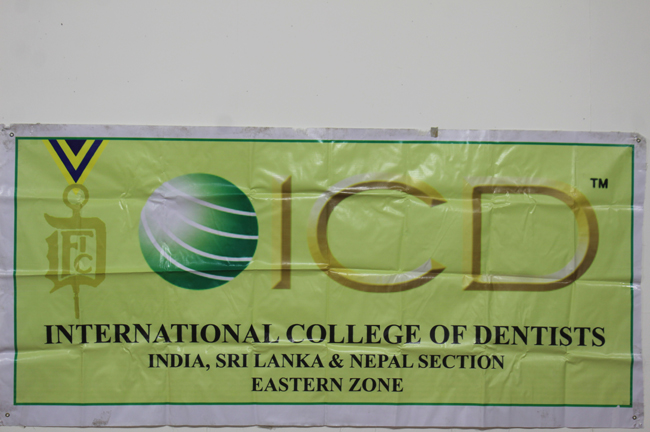 ICD™
INTERNATIONAL COLLEGE OF DENTISTS
INDIA, SRI LANKA & NEPAL SECTION
EASTERN ZONE